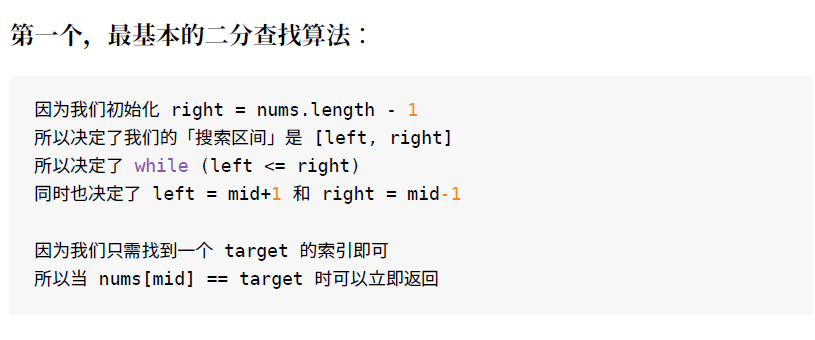 第一个，最基本的二分查找算法：
因为我们初始化 right = nums.length - 1
所以决定了我们的「搜索区间」是 [left, right]
所以决定了 while (left <= right)
同时也决定了 left = mid+1 和 right = mid-1
因为我们只需找到一个 target 的索引即可
所以当 nums[mid] == target 时可以立即返回